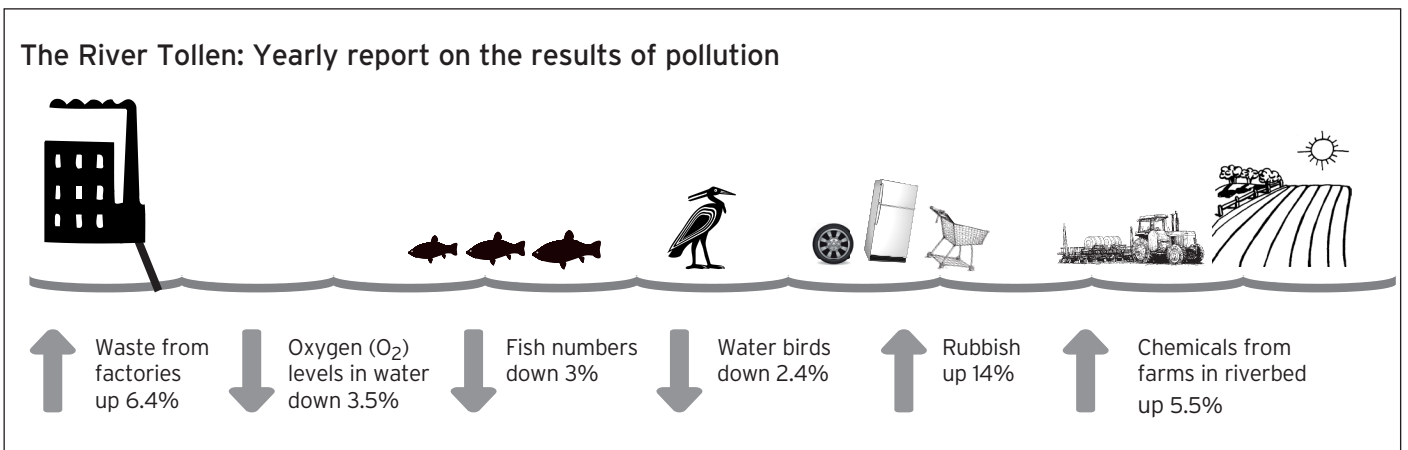 The River Tollen: Yearly report on the results of pollution
Waste from
factories
up 6.4%
Oxygen (O₂)
levels in water
down 3.5%
Fish numbers
down 3%
Water birds
down 2.4%
Rubbish
up 14%
Chemicals from
farms in riverbed
up 5.5%